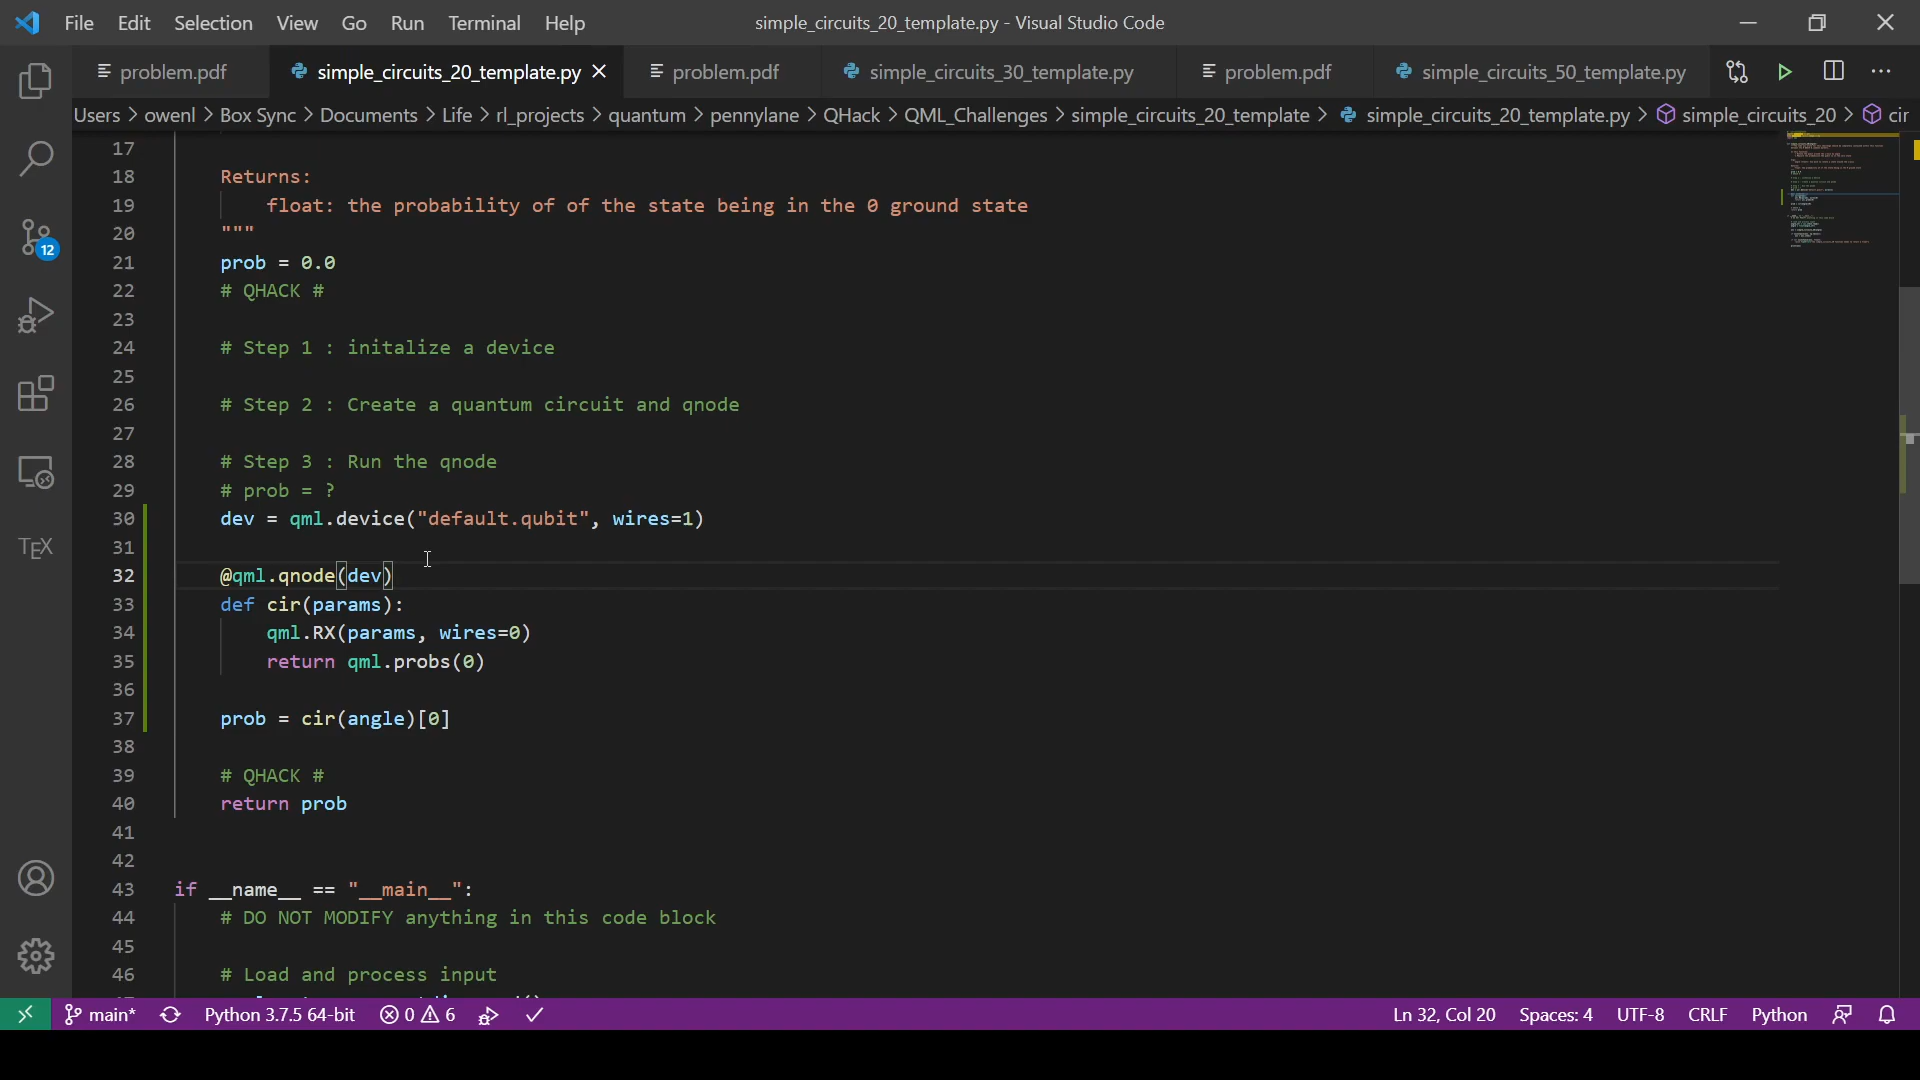 File Edit Selection View Go Run Terminal Help simple_circuits_20_template.py - Visual Studio Code
problem.pdf simple_circuits_20_template.py problem.pdf simple_circuits_30_template.py problem.pdf simple_circuits_50_template.py
Users > owenl > Box Sync > Documents > Life > rl_projects > quantum > pennylane > QHack > QML_Challenges > simple_circuits_20_template > simple_circuits_20_template.py > simple_circuits_20 > cir
17
18 Returns:
19 float: the probability of of the state being in the 0 ground state
20 """
21 prob = 0.0
22 # QHACK #
23
24 # Step 1 : initalize a device
25
26 # Step 2 : Create a quantum circuit and qnode
27
28 # Step 3 : Run the qnode
29 # prob = ?
30 dev = qml.device("default.qubit", wires=1)
31
32 @qml.qnode(dev)
33 def cir(params):
34 qml.RX(params, wires=0)
35 return qml.probs(0)
36
37 prob = cir(angle)[0]
38
39 # QHACK #
40 return prob
41
42
43 if __name__ == "__main__":
44 # DO NOT MODIFY anything in this code block
45
46 # Load and process input
12
TEX
main* Python 3.7.5 64-bit 0 6 Ln 32, Col 20 Spaces: 4 UTF-8 CRLF Python